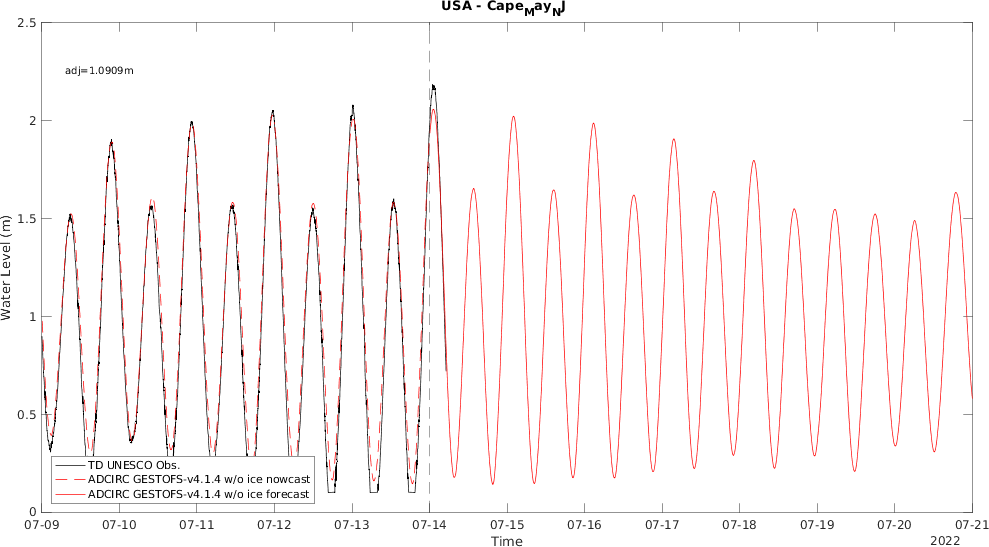 USA - CapeMayNJ
adj=1.0909m
Water Level (m)
2.5
2
1.5
1
0.5
0
TD UNESCO Obs.
ADCIRC GESTOFS-v4.1.4 w/o ice nowcast
ADCIRC GESTOFS-v4.1.4 w/o ice forecast
07-09 07-10 07-11 07-12 07-13 07-14 07-15 07-16 07-17 07-18 07-19 07-20 07-21
Time
2022